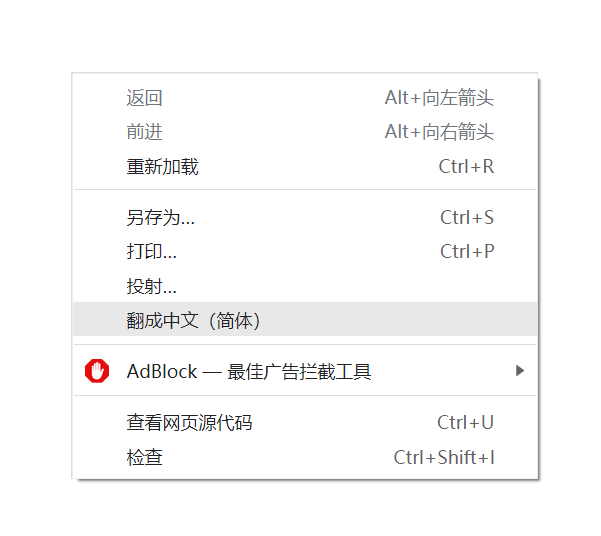 返回 Alt+向左箭头
前进 Alt+向右箭头
重新加载 Ctrl+R
另存为... Ctrl+S
打印... Ctrl+P
投射...
翻成中文（简体）
AdBlock — 最佳广告拦截工具
查看网页源代码 Ctrl+U
检查 Ctrl+Shift+I